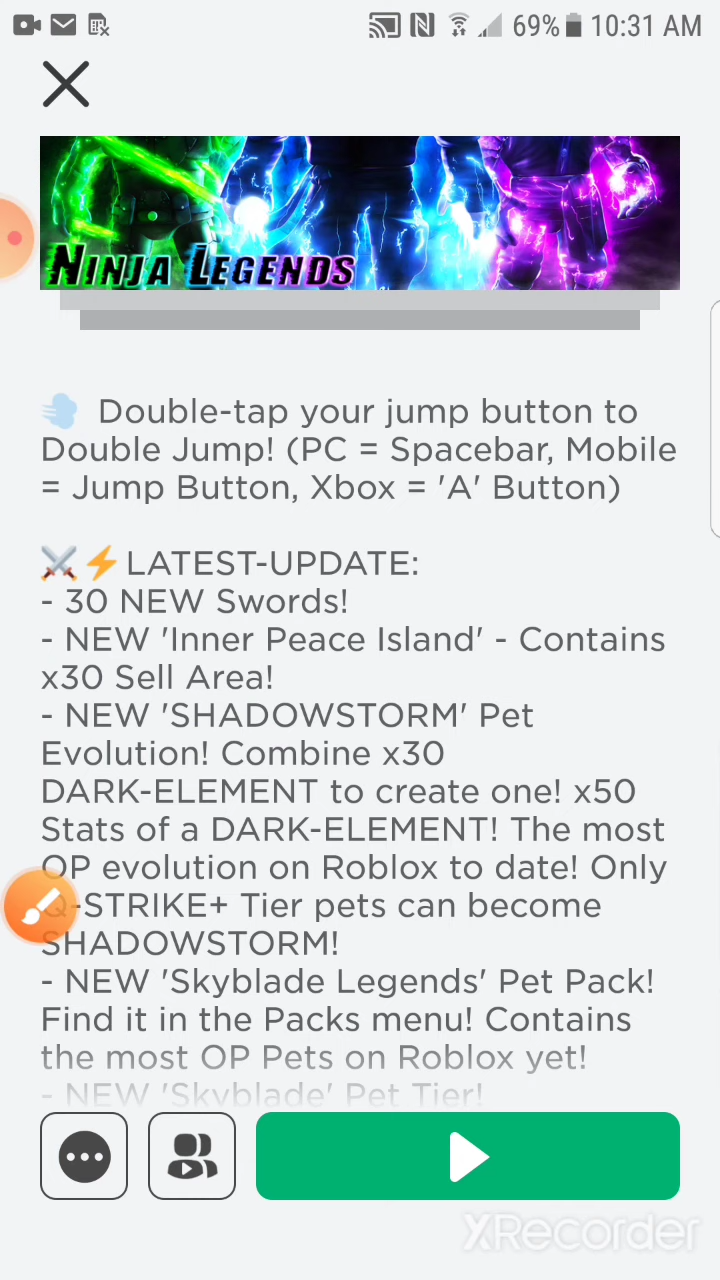 69% 10:31 AM
NINJA LEGENDS
Double-tap your jump button to
Double Jump! (PC = Spacebar, Mobile
= Jump Button, Xbox = 'A' Button)
LATEST-UPDATE:
- 30 NEW Swords!
- NEW 'Inner Peace Island' - Contains
x30 Sell Area!
- NEW 'SHADOWSTORM' Pet
Evolution! Combine x30
DARK-ELEMENT to create one! x50
Stats of a DARK-ELEMENT! The most
OP evolution on Roblox to date! Only
Q-STRIKE+ Tier pets can become
SHADOWSTORM!
- NEW 'Skyblade Legends' Pet Pack!
Find it in the Packs menu! Contains
the most OP Pets on Roblox yet!
- NEW 'Skyblade' Pet Tier!
XRecorder